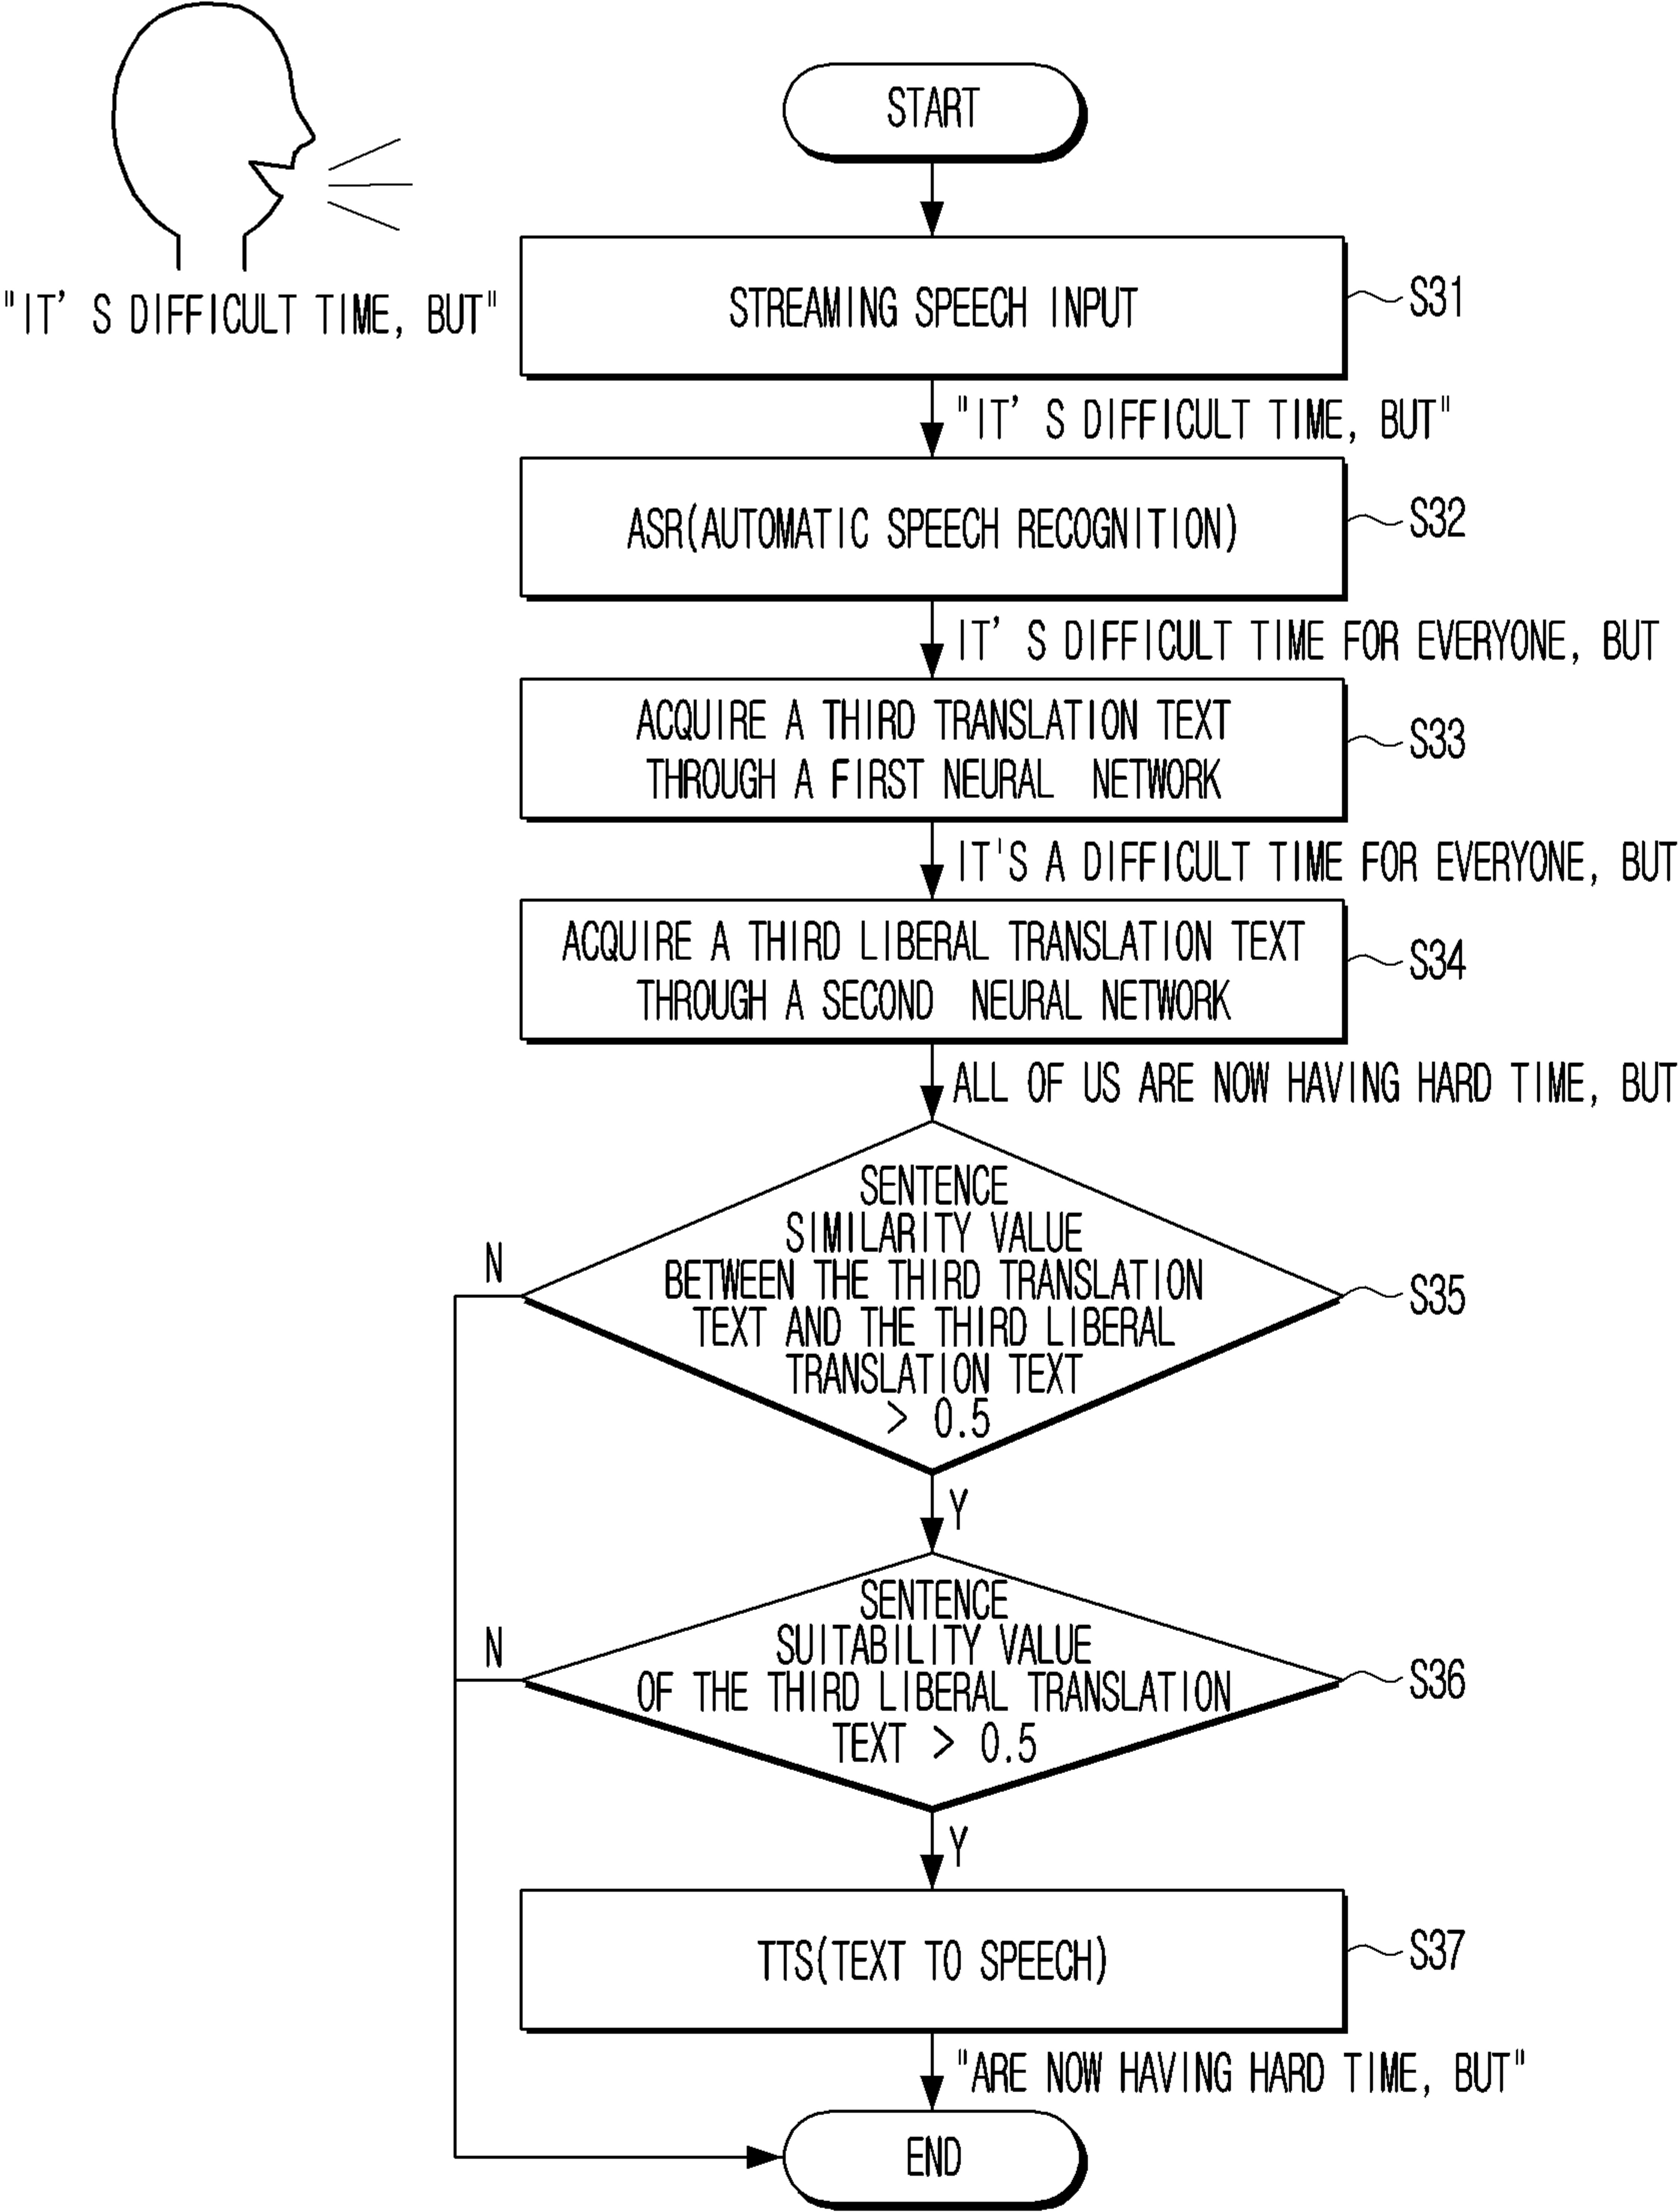 START
"IT' S DIFFICULT TIME, BUT"
STREAMING SPEECH INPUT
S31
"IT' S DIFFICULT TIME, BUT"
ASR(AUTOMATIC SPEECH RECOGNITION)
S32
IT' S DIFFICULT TIME FOR EVERYONE, BUT
ACQUIRE A THIRD TRANSLATION TEXT
THROUGH A FIRST NEURAL NETWORK
S33
IT'S A DIFFICULT TIME FOR EVERYONE, BUT
ACQUIRE A THIRD LIBERAL TRANSLATION TEXT
THROUGH A SECOND NEURAL NETWORK
S34
ALL OF US ARE NOW HAVING HARD TIME, BUT
SENTENCE
SIMILARITY VALUE
BETWEEN THE THIRD TRANSLATION
TEXT AND THE THIRD LIBERAL
TRANSLATION TEXT
> 0.5
N
S35
Y
SENTENCE
SUITABILITY VALUE
OF THE THIRD LIBERAL TRANSLATION
TEXT > 0.5
N
S36
Y
TTS(TEXT TO SPEECH)
S37
"ARE NOW HAVING HARD TIME, BUT"
END